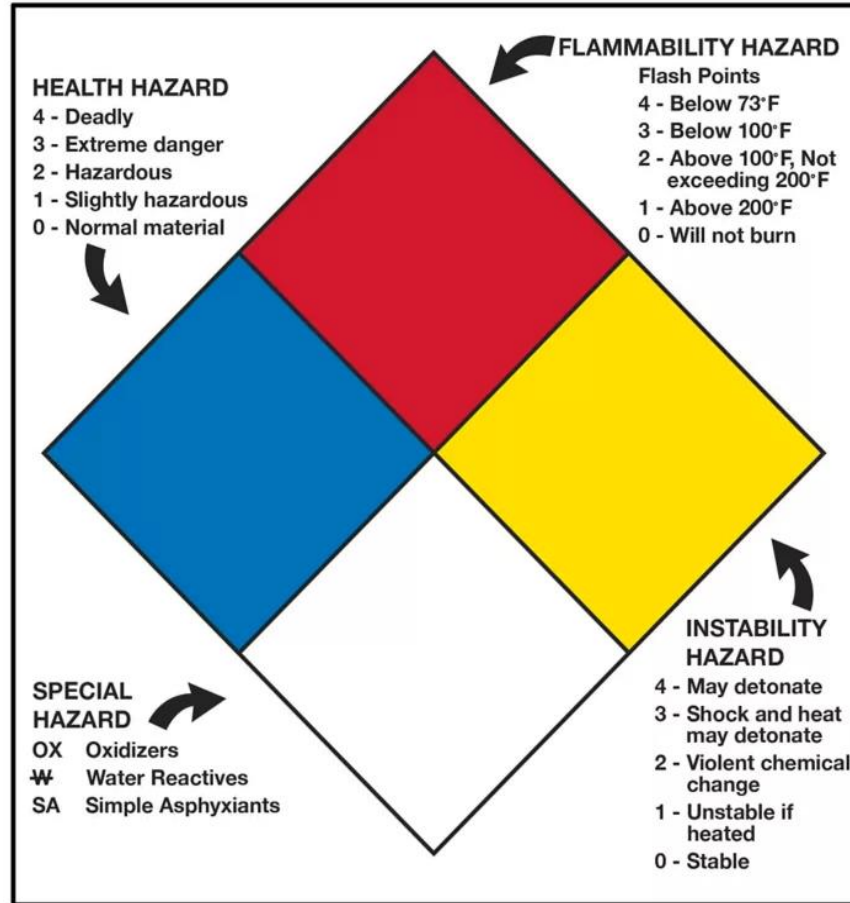 HEALTH HAZARD
4 - Deadly
3 - Extreme danger
2 - Hazardous
1 - Slightly hazardous
0 - Normal material
FLAMMABILITY HAZARD
Flash Points
4 - Below 73°F
3 - Below 100°F
2 - Above 100°F, Not
exceeding 200°F
1 - Above 200°F
0 - Will not burn
SPECIAL
HAZARD
OX Oxidizers
W̶ Water Reactives
SA Simple Asphyxiants
INSTABILITY
HAZARD
4 - May detonate
3 - Shock and heat
may detonate
2 - Violent chemical
change
1 - Unstable if
heated
0 - Stable